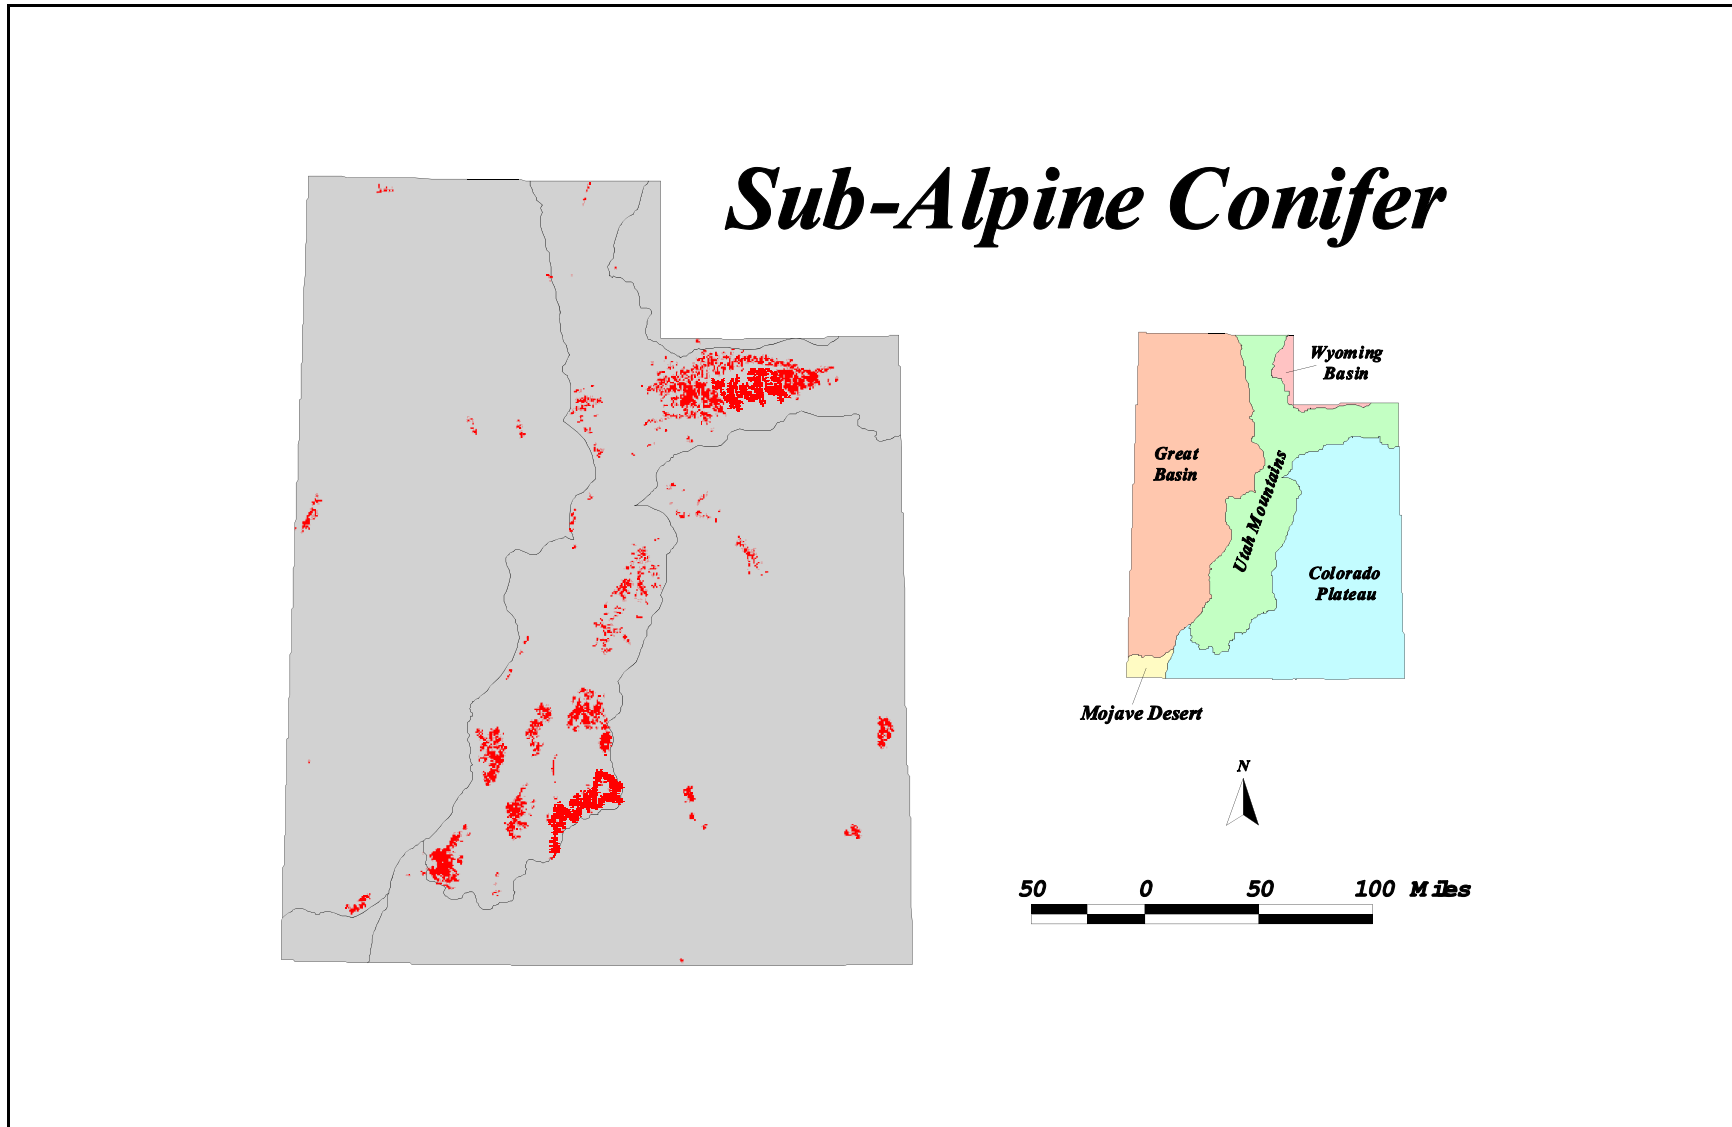 Sub-Alpine Conifer
Wyoming
Basin
Great
Basin
Utah Mountains
Colorado
Plateau
Mojave Desert
N
50 0 50 100 Miles